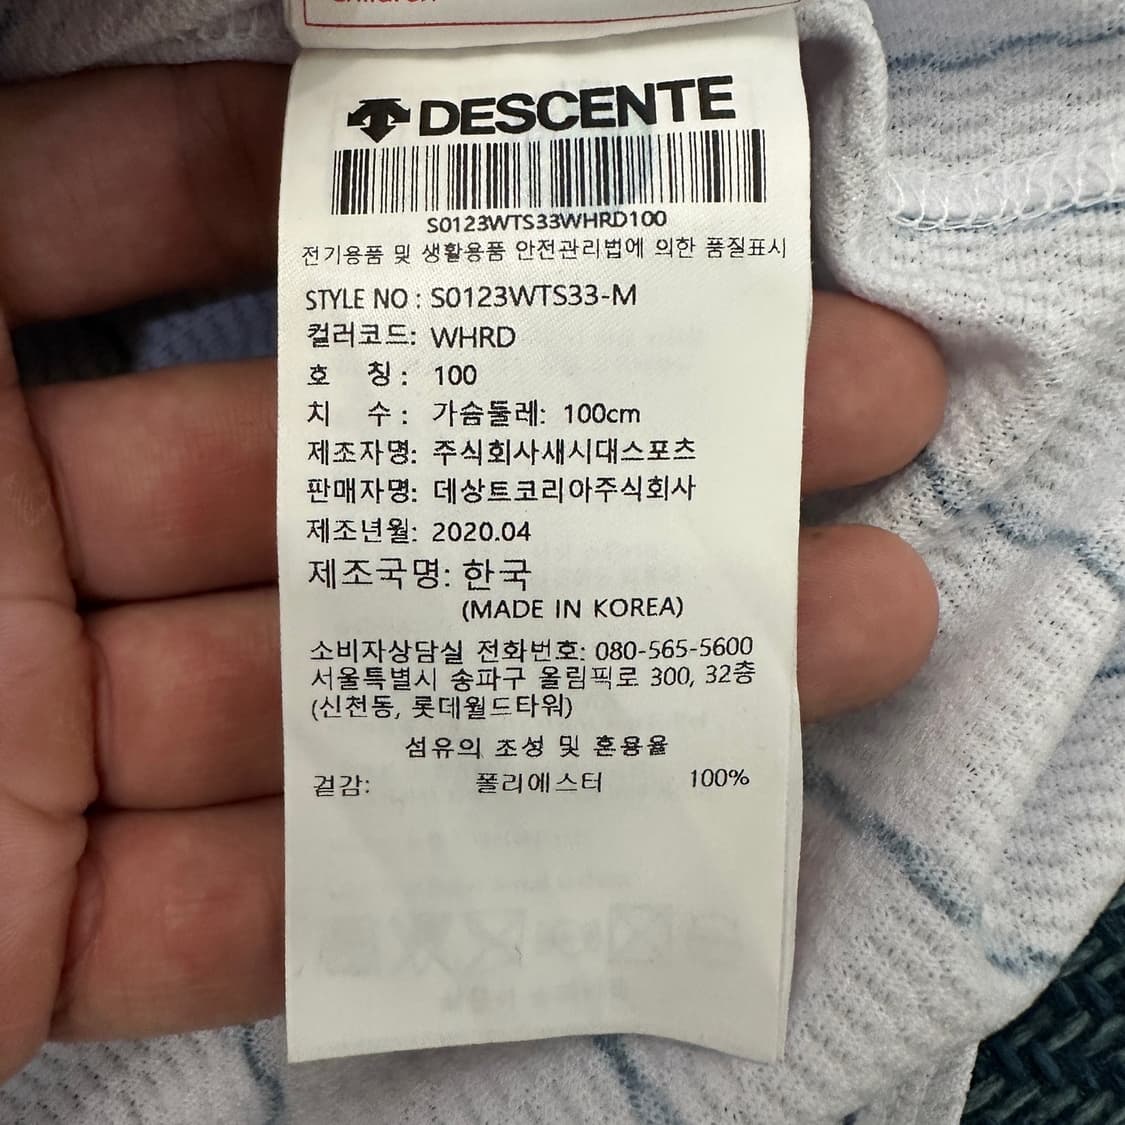 children
DESCENTE
S0123WTS33WHRD100
전기용품 및 생활용품 안전관리법에 의한 품질표시
STYLE NO : S0123WTS33-M
컬러코드: WHRD
호 칭 : 100
치 수 : 가슴둘레: 100cm
제조자명: 주식회사새시대스포츠
판매자명: 데상트코리아주식회사
제조년월: 2020.04
제조국명: 한국
(MADE IN KOREA)
소비자상담실 전화번호: 080-565-5600
서울특별시 송파구 올림픽로 300, 32층
(신천동, 롯데월드타워)
섬유의 조성 및 혼용율
겉감: 폴리에스터 100%